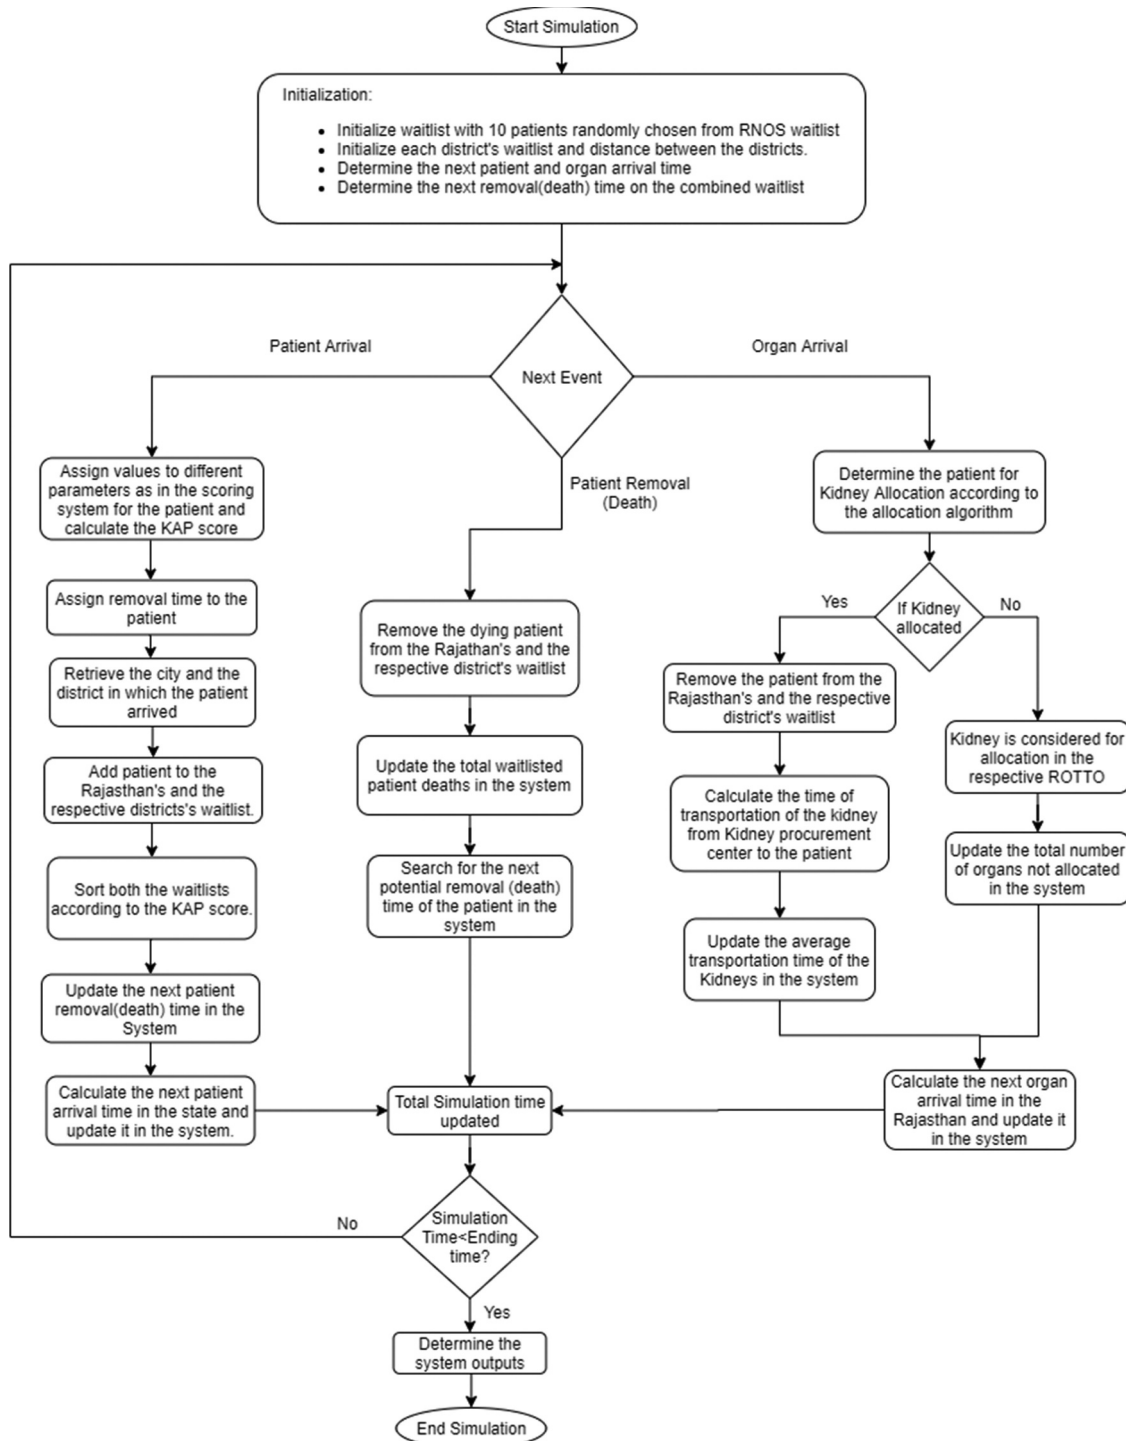 Start Simulation
Initialization:
• Initialize waitlist with 10 patients randomly chosen from RNOS waitlist
• Initialize each district's waitlist and distance between the districts.
• Determine the next patient and organ arrival time
• Determine the next removal(death) time on the combined waitlist
Patient Arrival
Organ Arrival
Next Event
Patient Removal
(Death)
Assign values to different
parameters as in the scoring
system for the patient and
calculate the KAP score
Assign removal time to the
patient
Retrieve the city and the
district in which the patient
arrived
Add patient to the
Rajasthan's and the
respective districts's waitlist.
Sort both the waitlists
according to the KAP score.
Update the next patient
removal(death) time in the
System
Calculate the next patient
arrival time in the state and
update it in the system.
Remove the dying patient
from the Rajathan's and the
respective district's waitlist
Update the total waitlisted
patient deaths in the system
Search for the next
potential removal (death)
time of the patient in the
system
Determine the patient for
Kidney Allocation according to
the allocation algorithm
If Kidney
allocated
Yes
No
Remove the patient from the
Rajasthan's and the respective
district's waitlist
Calculate the time of
transportation of the kidney
from Kidney procurement
center to the patient
Update the average
transportation time of the
Kidneys in the system
Kidney is considered for
allocation in the
respective ROTTO
Update the total number
of organs not allocated
in the system
Calculate the next organ
arrival time in the
Rajasthan and update it
in the system
Total Simulation time
updated
Simulation
Time<Ending
time?
No
Yes
Determine the
system outputs
End Simulation